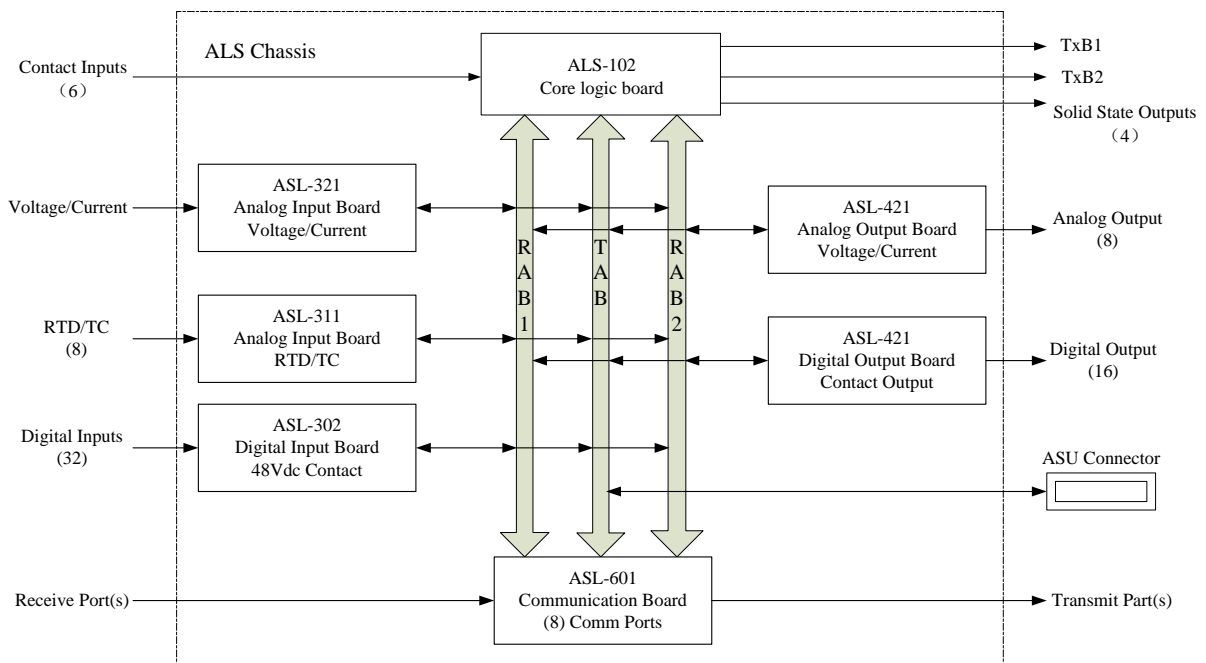 ALS Chassis
Contact Inputs
（6）
ALS-102
Core logic board
TxB1
TxB2
Solid State Outputs
（4）
Voltage/Current
ASL-321
Analog Input Board
Voltage/Current
ASL-421
Analog Output Board
Voltage/Current
Analog Output
(8)
RAB1
TAB
RAB2
RTD/TC
(8)
ASL-311
Analog Input Board
RTD/TC
ASL-421
Digital Output Board
Contact Output
Digital Output
(16)
Digital Inputs
(32)
ASL-302
Digital Input Board
48Vdc Contact
ASU Connector
Receive Port(s)
ASL-601
Communication Board
(8) Comm Ports
Transmit Part(s)